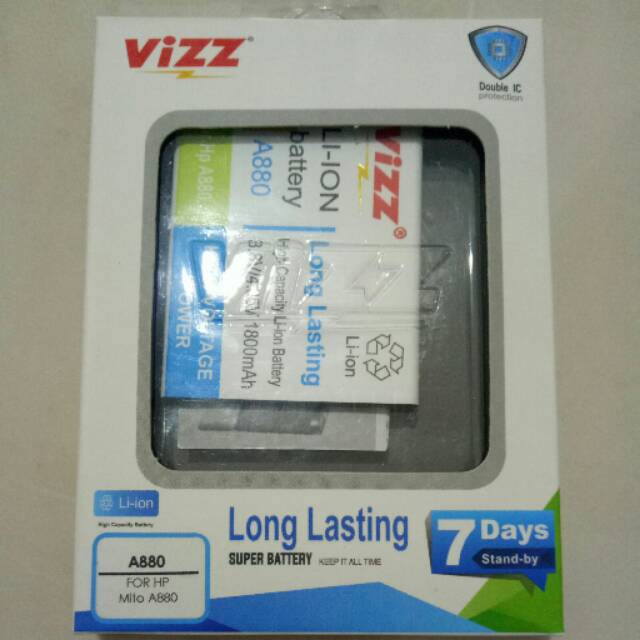 ViZZ®
Double IC
protection
ViZZ®
LI-ION
battery
A880
Long Lasting
High Capacity Li-Ion Battery
1800mAh
Li-ion
POWER
Li-ion
High Capacity Battery
A880
FOR HP
Mito A880
Long Lasting
SUPER BATTERY KEEP IT ALL TIME
7 Days
Stand-by